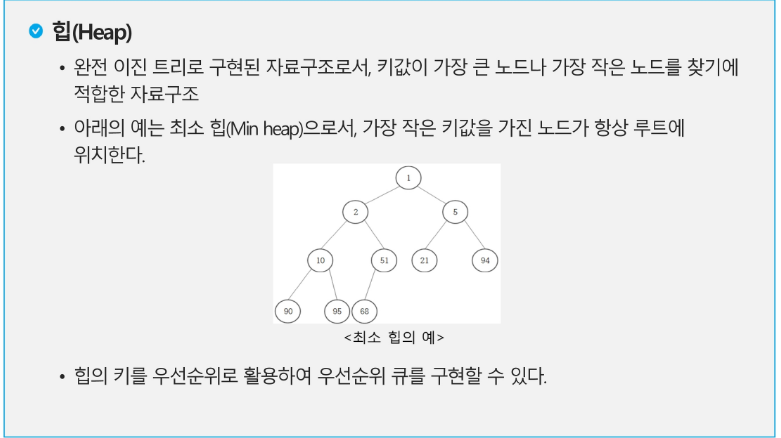 힙(Heap)
• 완전 이진 트리로 구현된 자료구조로서, 키값이 가장 큰 노드나 가장 작은 노드를 찾기에
적합한 자료구조
• 아래의 예는 최소 힙(Min heap)으로서, 가장 작은 키값을 가진 노드가 항상 루트에
위치한다.
1
2 5
10 51 21 94
90 95 68
<최소 힙의 예>
• 힙의 키를 우선순위로 활용하여 우선순위 큐를 구현할 수 있다.